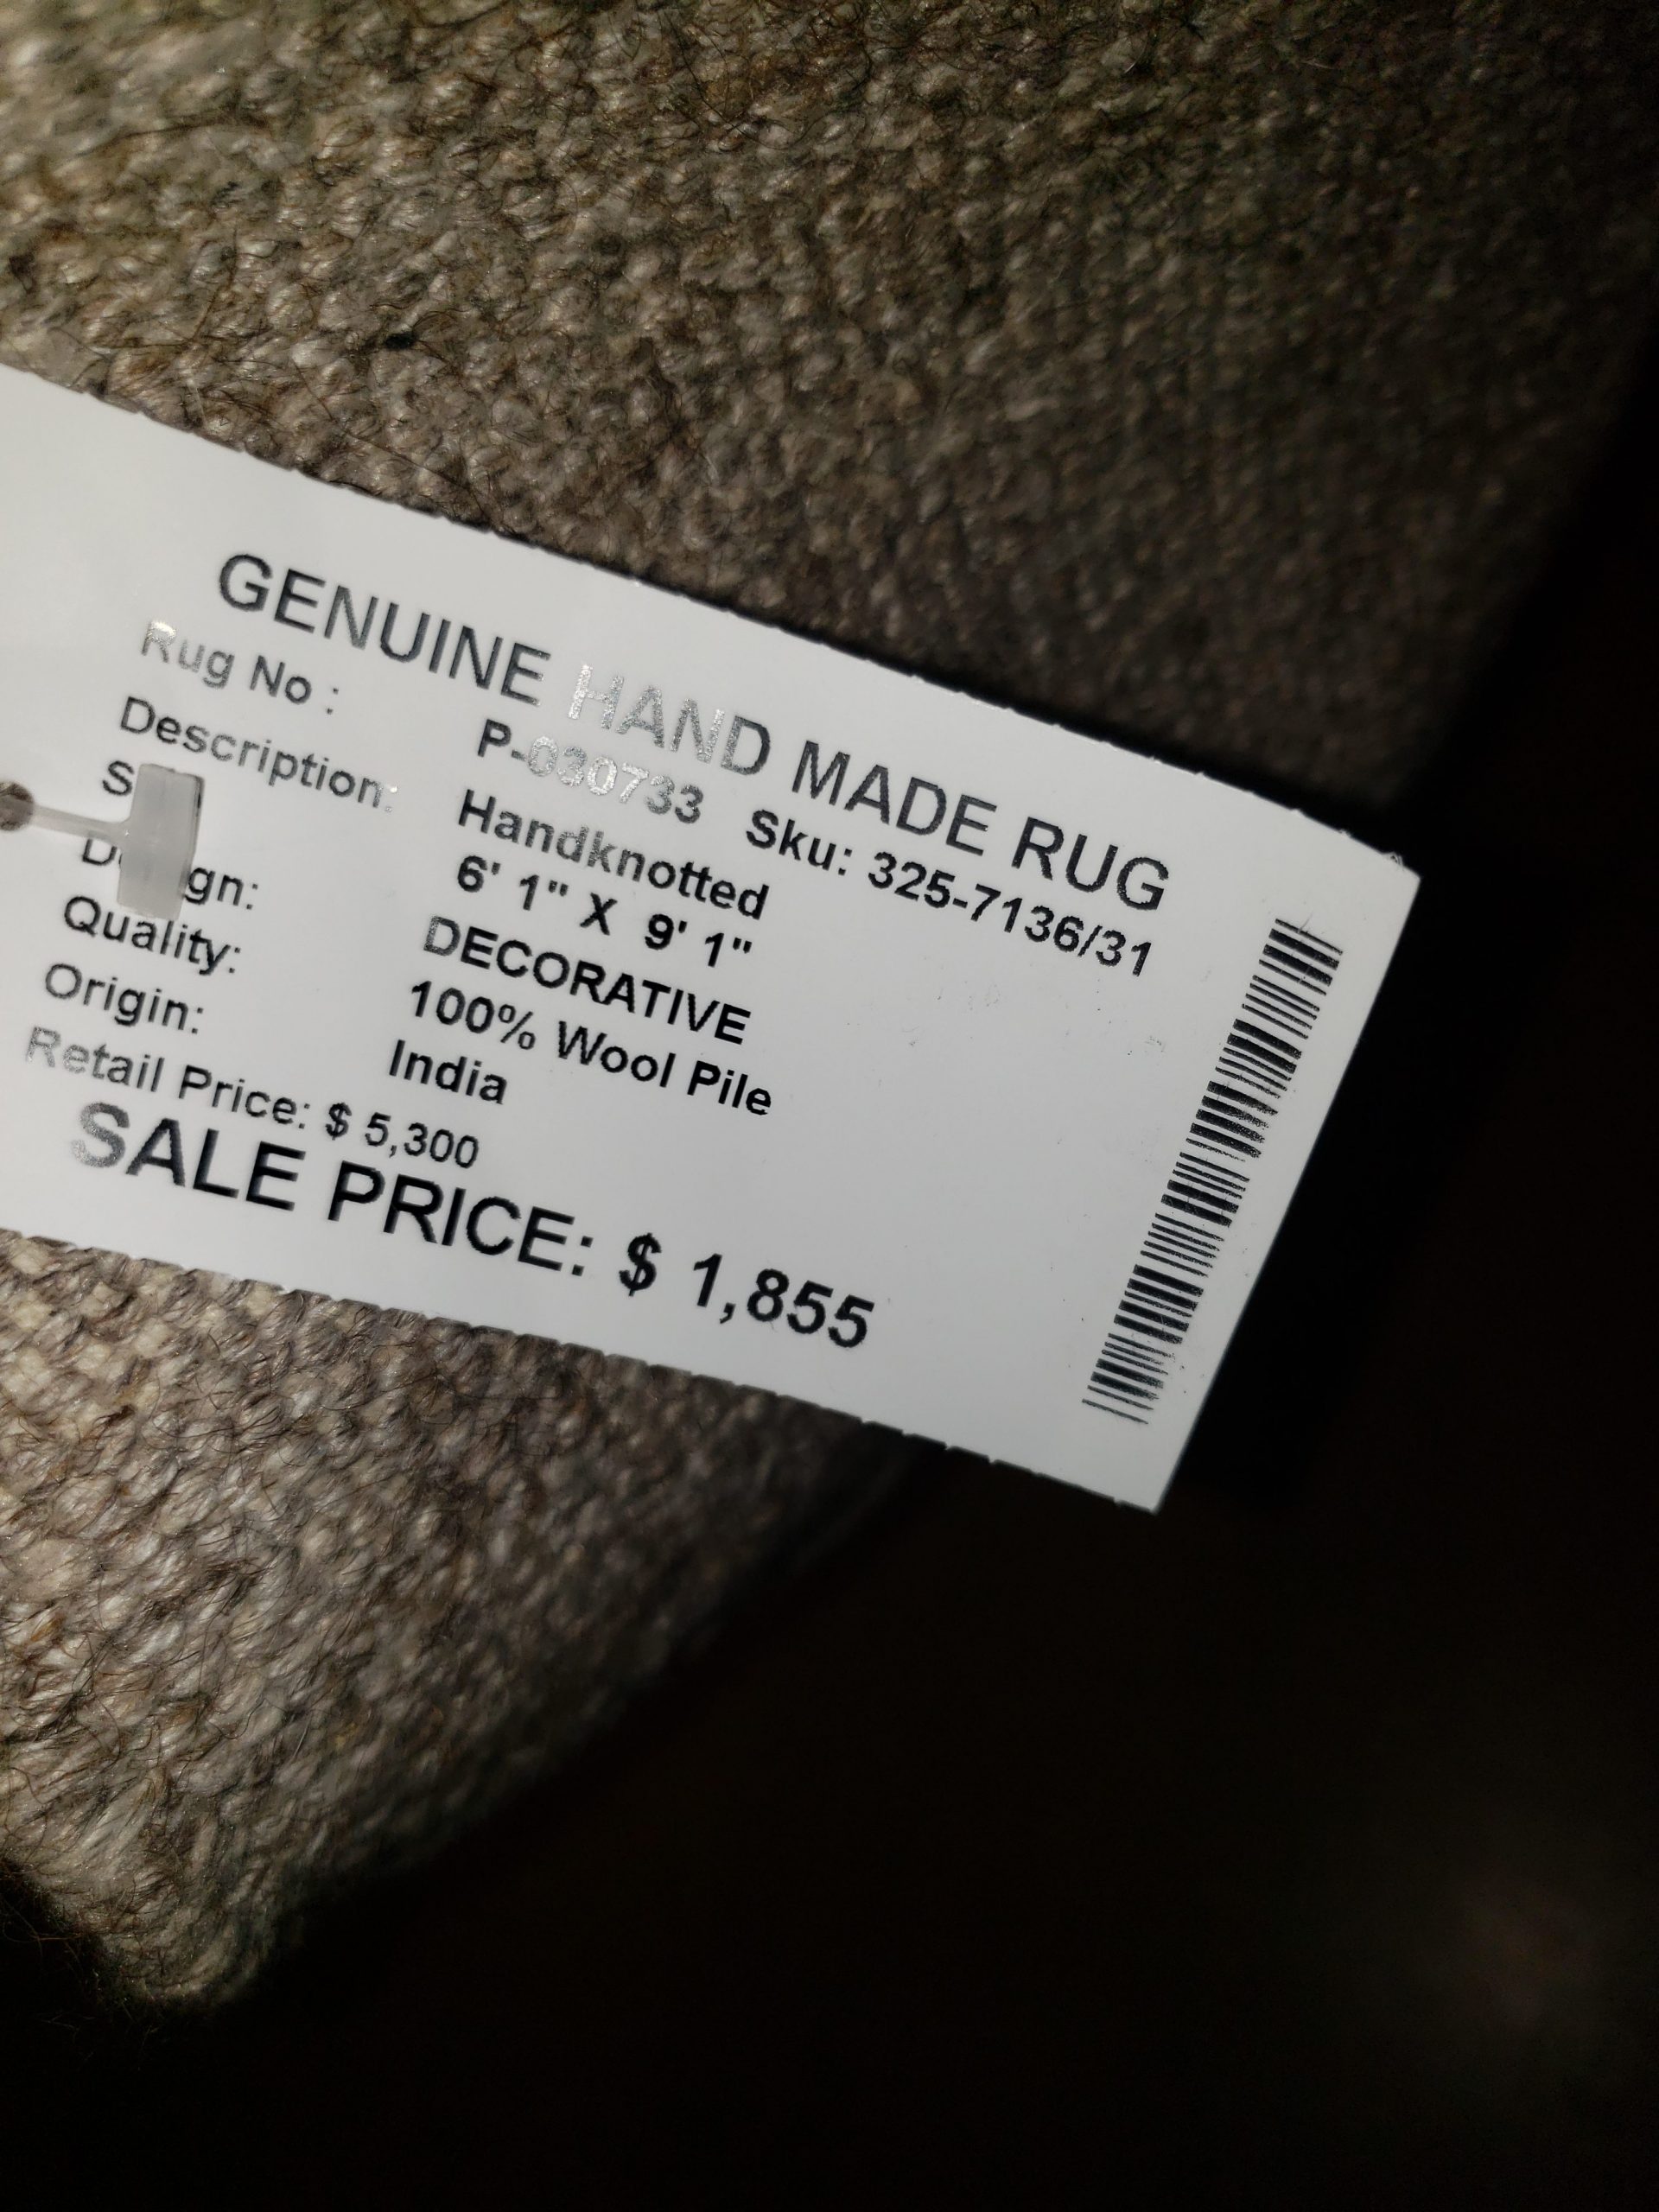 GENUINE HAND MADE RUG
Rug No : P-030733 Sku: 325-7136/31
Description: Handknotted
6' 1" X 9' 1"
DECORATIVE
Quality: 100% Wool Pile
Origin: India
Retail Price: $ 5,300
SALE PRICE: $ 1,855